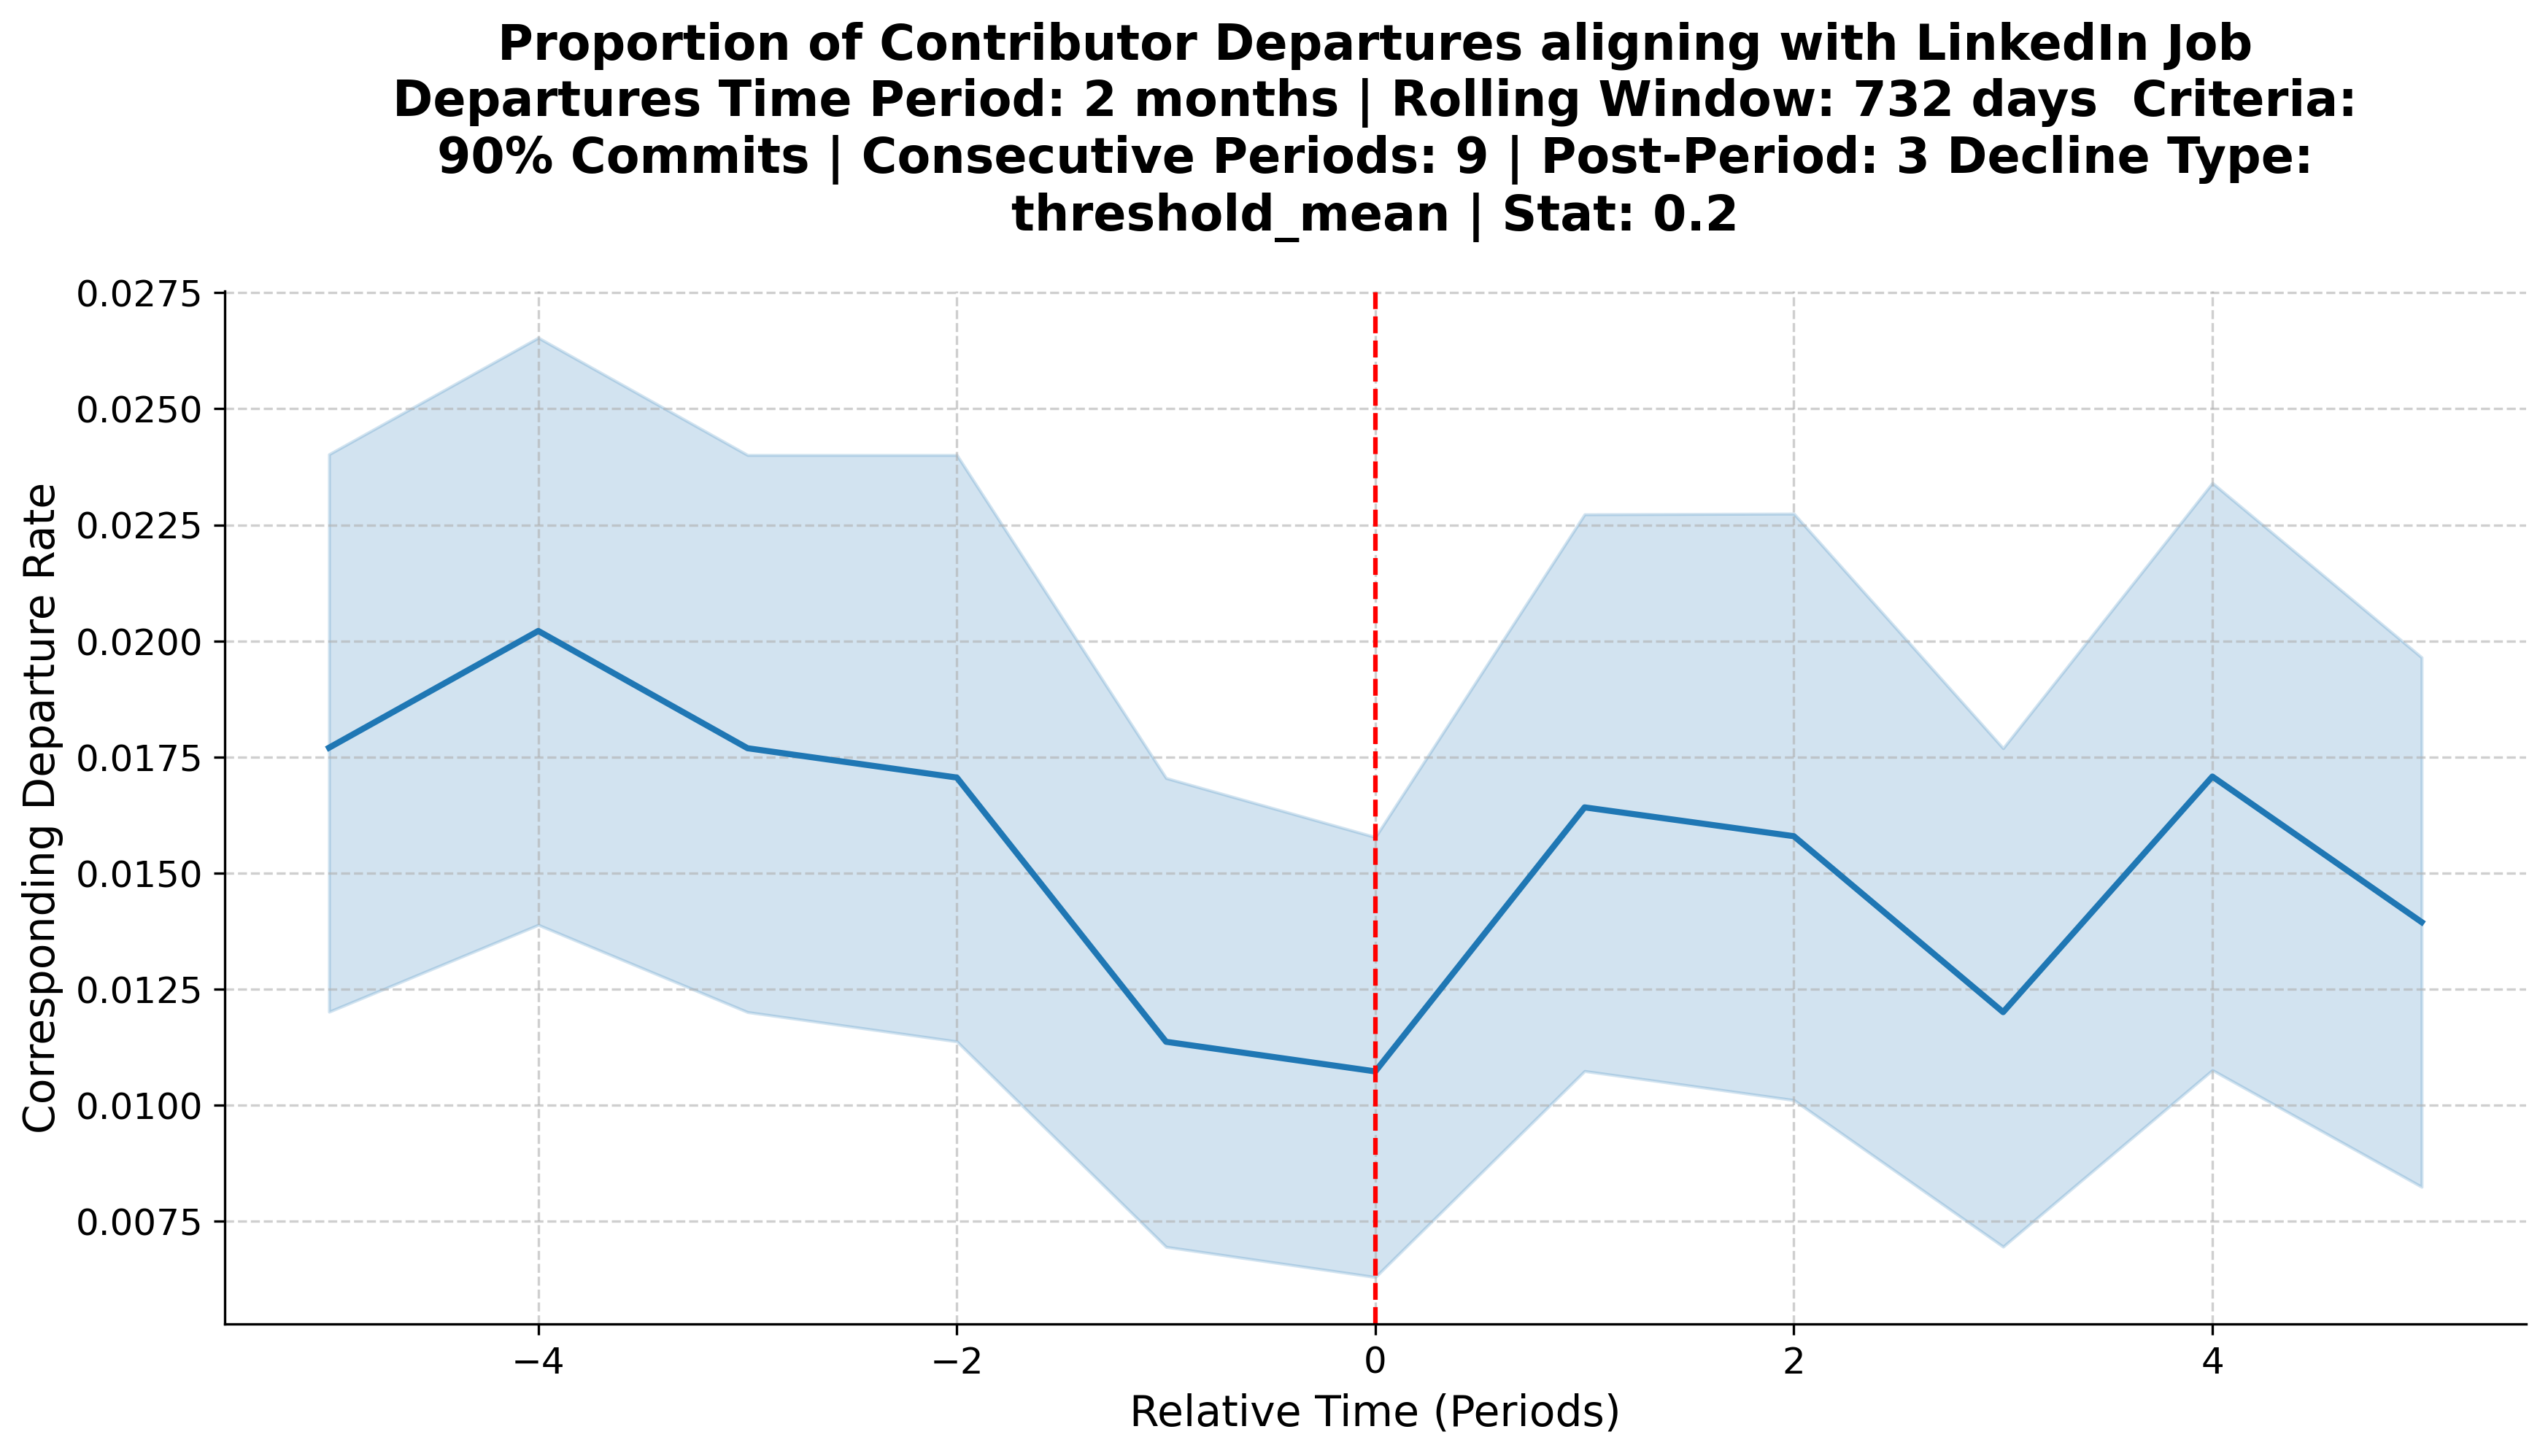 Proportion of Contributor Departures aligning with LinkedIn Job
Departures Time Period: 2 months | Rolling Window: 732 days  Criteria:
90% Commits | Consecutive Periods: 9 | Post-Period: 3 Decline Type:
threshold_mean | Stat: 0.2
0.0275
0.0250
0.0225
0.0200
0.0175
0.0150
0.0125
0.0100
0.0075
Corresponding Departure Rate
−4
−2
0
2
4
Relative Time (Periods)